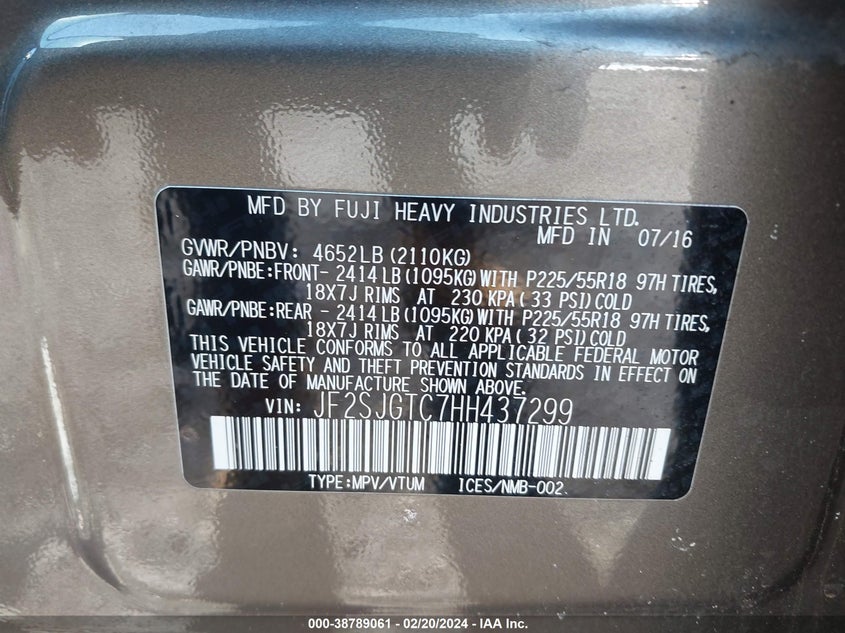 MFD BY FUJI HEAVY INDUSTRIES LTD.
MFD IN 07/16
GVWR/PNBV: 4652LB (2110KG)
GAWR/PNBE:FRONT- 2414LB (1095KG) WITH P225/55R18 97H TIRES,
18X7J RIMS AT 230 KPA ( 33 PSI) COLD
GAWR/PNBE:REAR - 2414LB (1095KG) WITH P225/55R18 97H TIRES,
18X7J RIMS AT 220 KPA ( 32 PSI) COLD
THIS VEHICLE CONFORMS TO ALL APPLICABLE FEDERAL MOTOR
VEHICLE SAFETY AND THEFT PREVENTION STANDARDS IN EFFECT ON
THE DATE OF MANUFACTURE SHOWN ABOVE.
VIN: JF2SJGTC7HH437299
TYPE:MPV/VTUM ICES/NMB-002
000-38789061 - 02/20/2024 - IAA Inc.